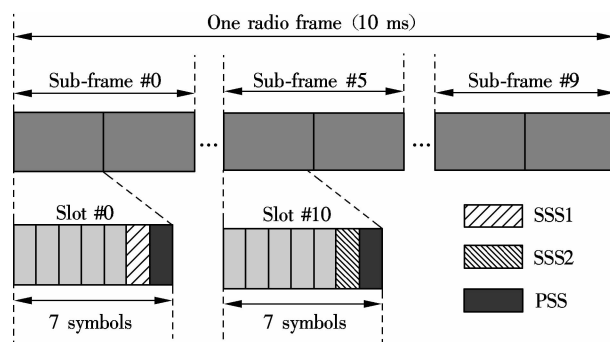 One radio frame (10 ms)
Sub-frame #0
Sub-frame #5
Sub-frame #9
...
...
Slot #0
Slot #10
SSS1
SSS2
PSS
7 symbols
7 symbols